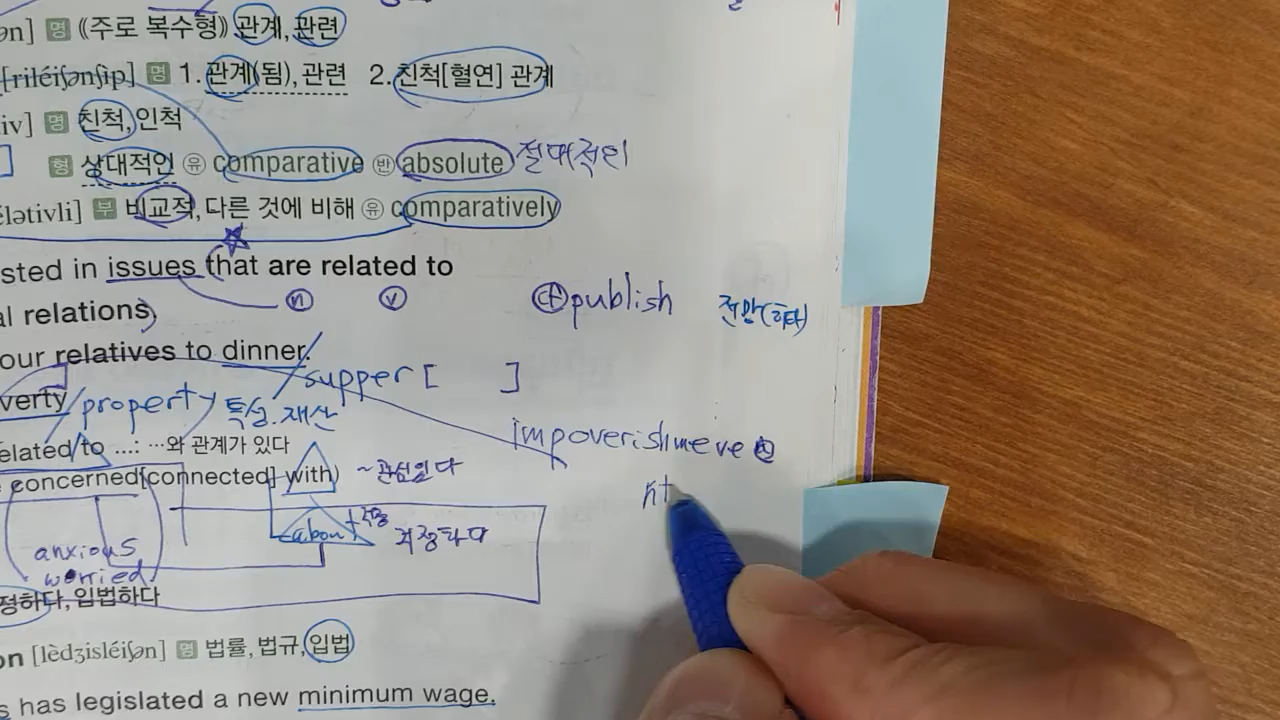 ən] 명 ((주로 복수형)) 관계, 관련
[riléiʃənʃìp] 명 1. 관계(됨), 관련 2. 친척[혈연] 관계
iv] 명 친척, 인척
형 상대적인 유 comparative 반 absolute 절대적인
élətivli] 부 비교적, 다른 것에 비해 유 comparatively
sted in issues that are related to
n v
publish 전망(하다)
al relations
our relatives to dinner.
supper [ ]
verty property 특성.재산
impoverishmeve
elated to ....: …와 관계가 있다
concerned[connected] with) ~관심있다
nt
about 걱정하다
anxious
worried
정하다, 입법하다
on [lèdʒisléiʃən] 명 법률, 법규, 입법
s has legislated a new minimum wage.